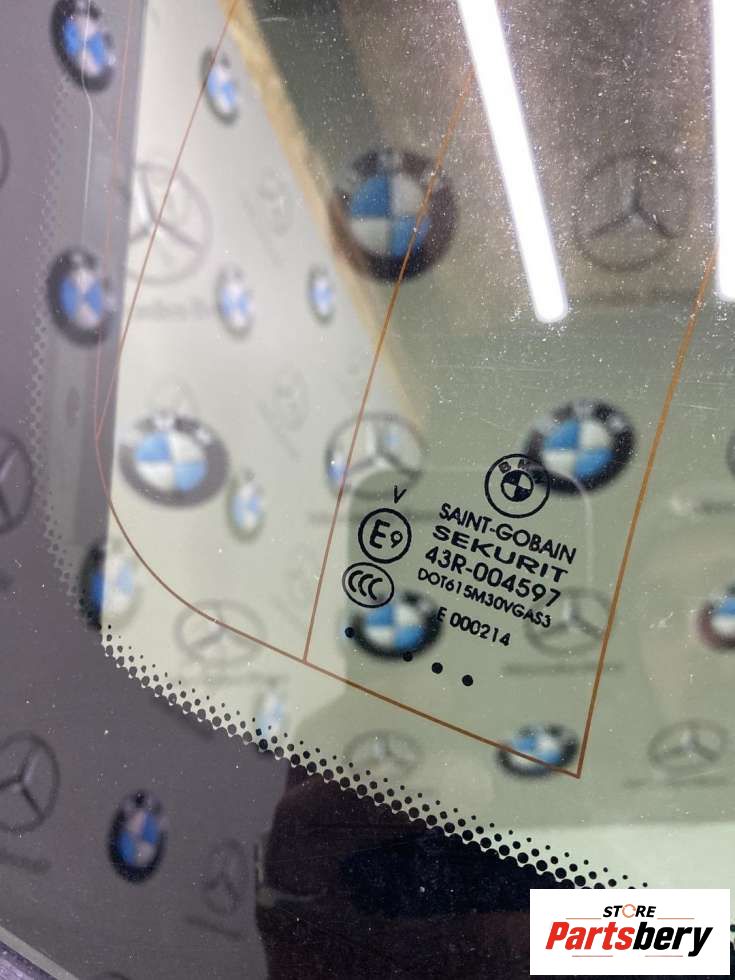 BMW
V
E9
SAINT-GOBAIN
SEKURIT
43R-004597
DOT615M30VGAS3
CCC
E 000214
STORE
Partsbery